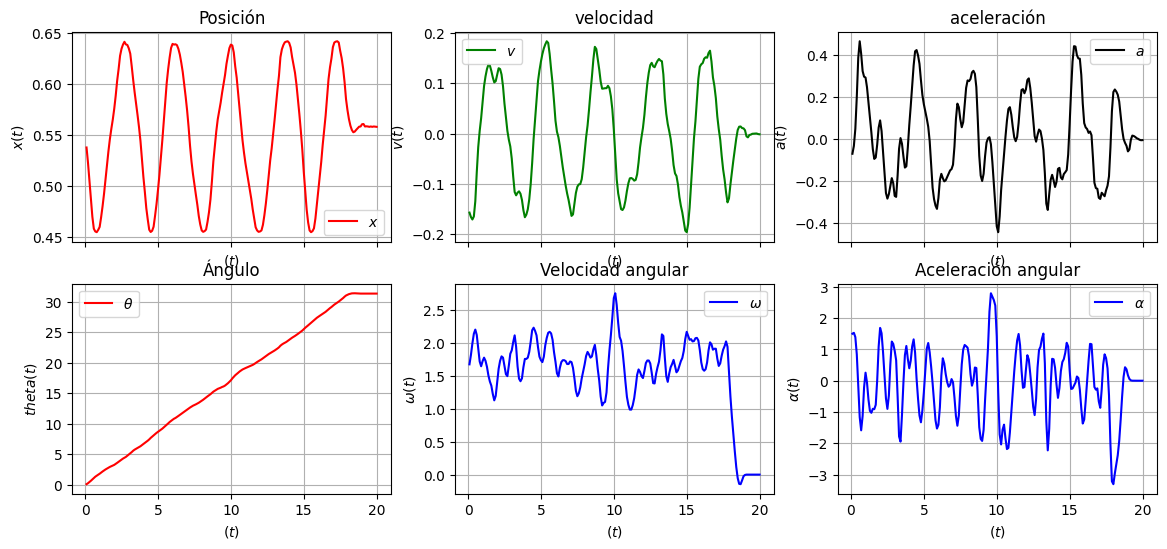 Posición
x(t)
0.65
0.60
0.55
0.50
0.45
x
(t)
velocidad
v(t)
0.2
0.1
0.0
−0.1
−0.2
v
(t)
aceleración
a(t)
0.4
0.2
0.0
−0.2
−0.4
a
(t)
Ángulo
theta(t)
30
25
20
15
10
5
0
θ
0 5 10 15 20
(t)
Velocidad angular
ω(t)
2.5
2.0
1.5
1.0
0.5
0.0
ω
0 5 10 15 20
(t)
Aceleración angular
α(t)
3
2
1
0
−1
−2
−3
α
0 5 10 15 20
(t)